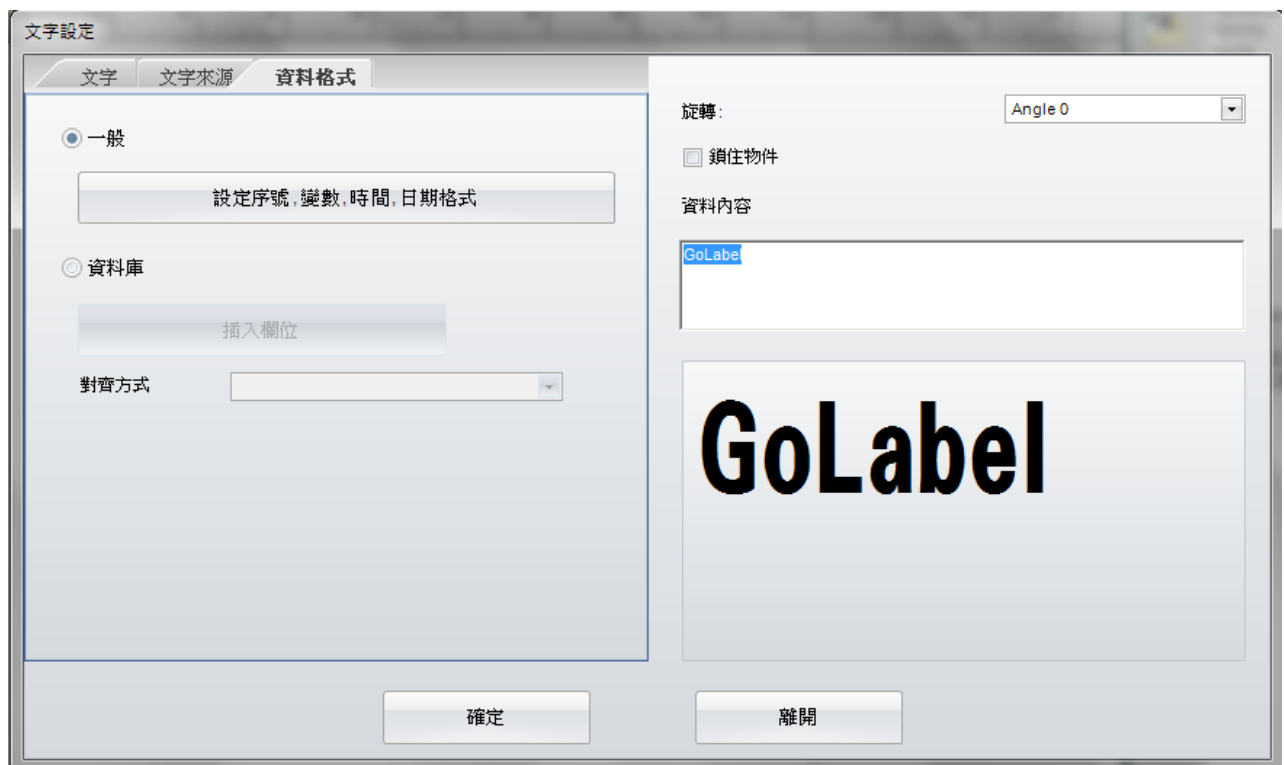 文字設定
文字
文字來源
資料格式
一般
設定序號,變數,時間,日期格式
資料庫
插入欄位
對齊方式
旋轉:
Angle 0
鎖住物件
資料內容
GoLabel
GoLabel
確定
離開